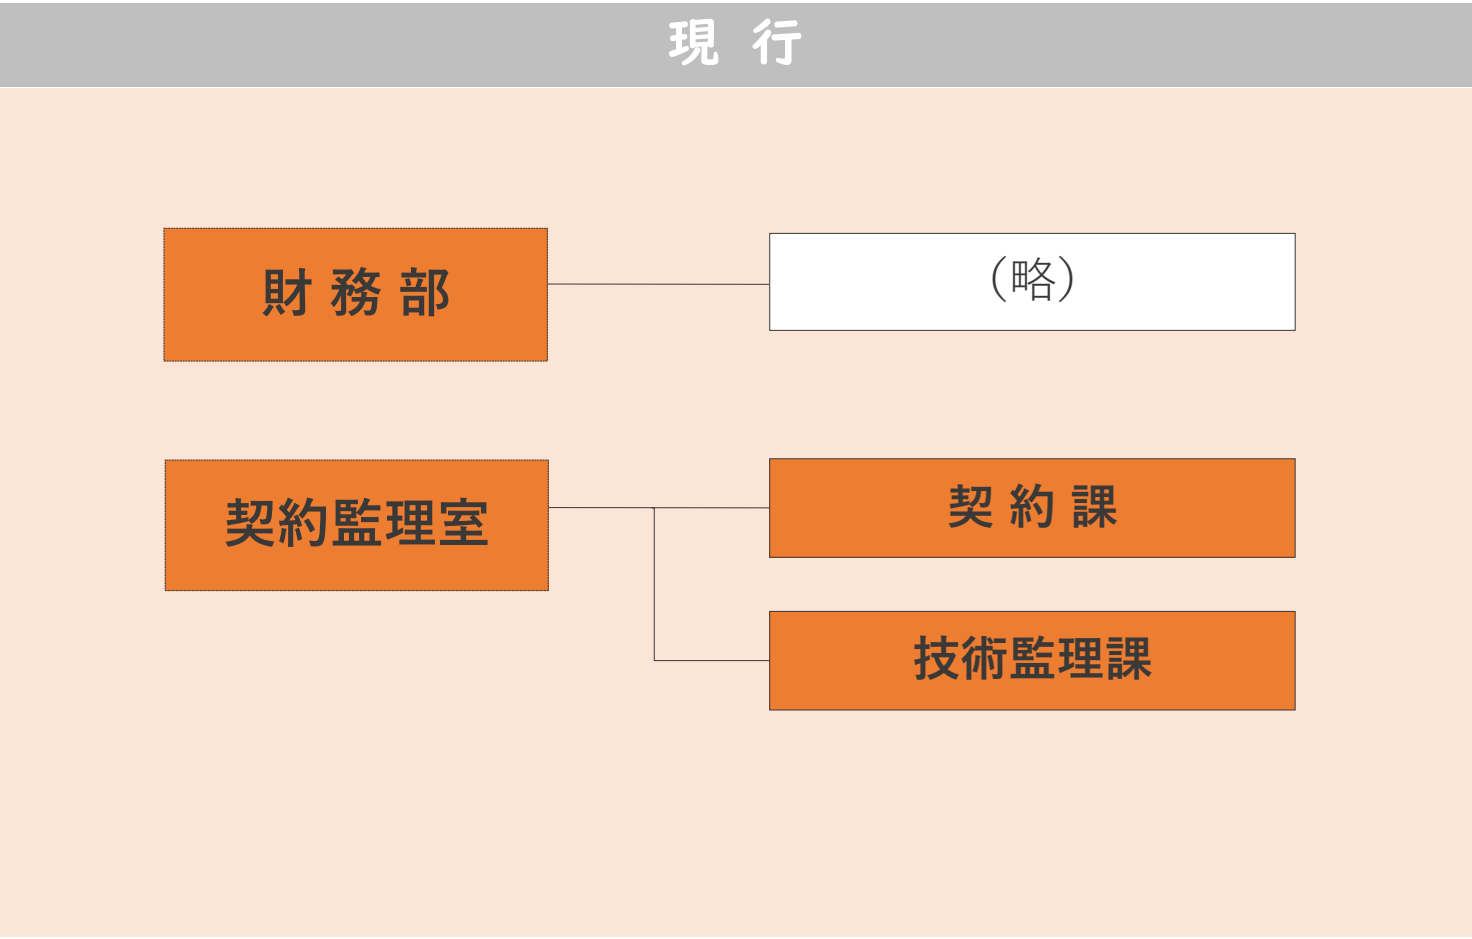 現 行
財 務 部
（略）
契約監理室
契 約 課
技術監理課